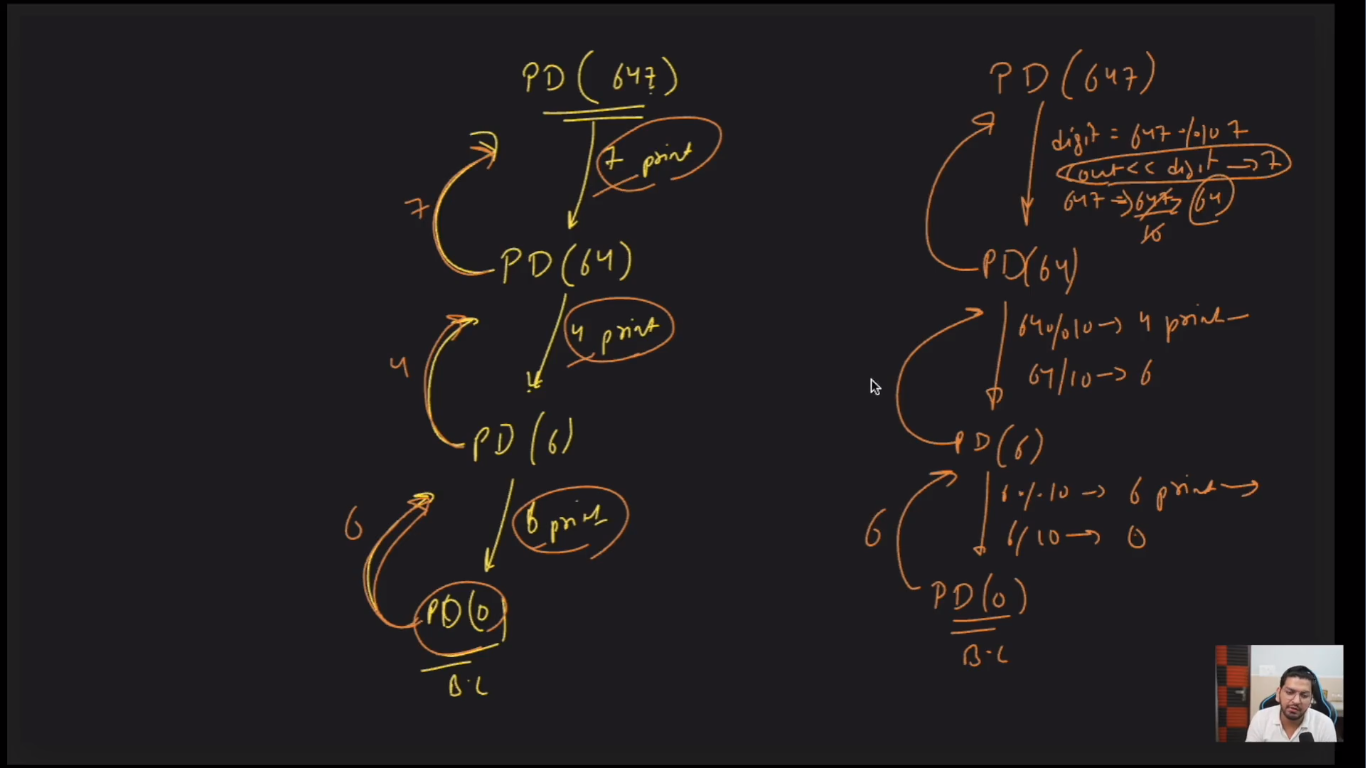 PD(647)
7 print
7
PD(64)
4 print
4
PD(6)
6 print
6
PD(0)
B.C
PD(647)
digit = 647 % 10 7
cout << digit → 7
647 → 647/10 64
PD(64)
64%10 → 4 print
64/10 → 6
PD(6)
6%10 → 6 print →
6/10 → 0
6
PD(0)
B.C